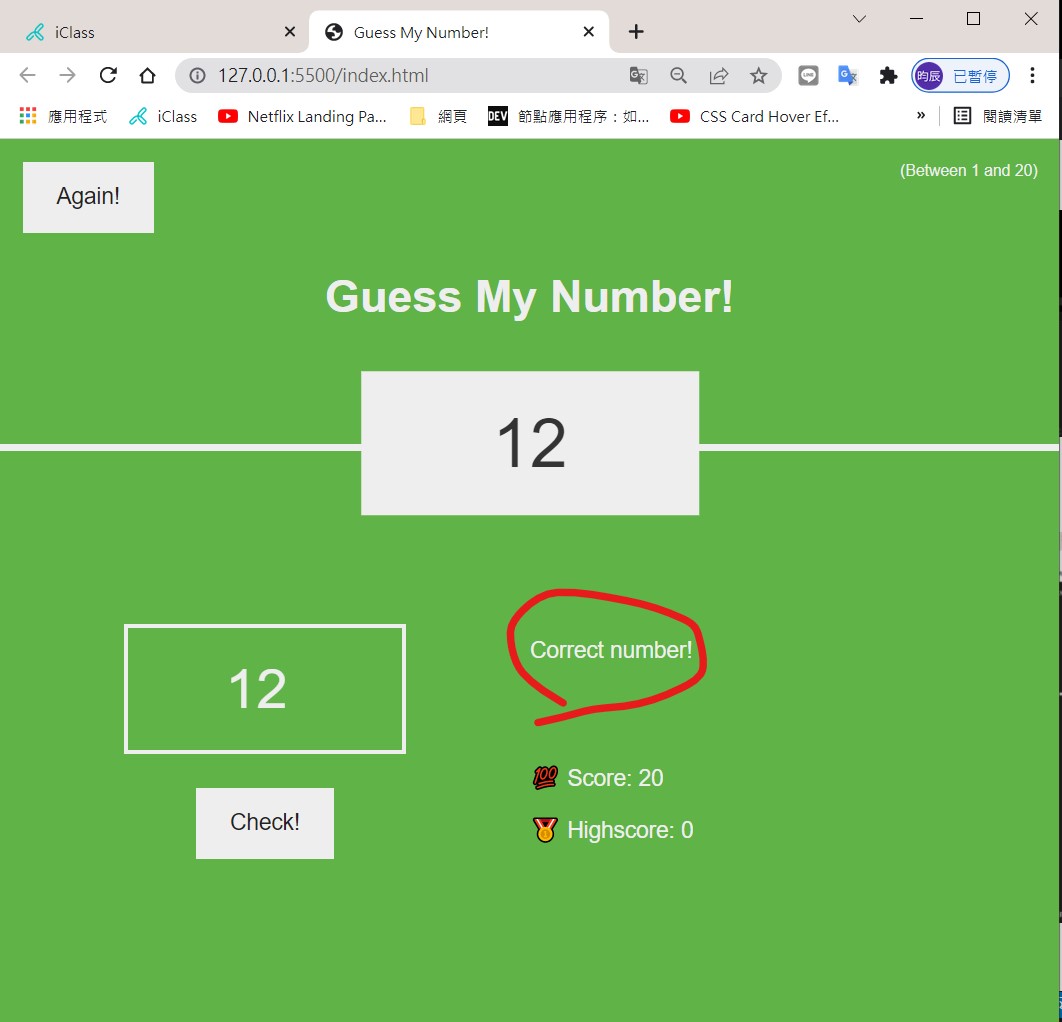 iClass
Guess My Number!
127.0.0.1:5500/index.html
昀辰 已暫停
應用程式 iClass Netflix Landing Pa... 網頁 DEV 節點應用程序：如... CSS Card Hover Ef... » 閱讀清單
Again!
(Between 1 and 20)
Guess My Number!
12
12
Correct number!
Check!
💯 Score: 20
🥇 Highscore: 0